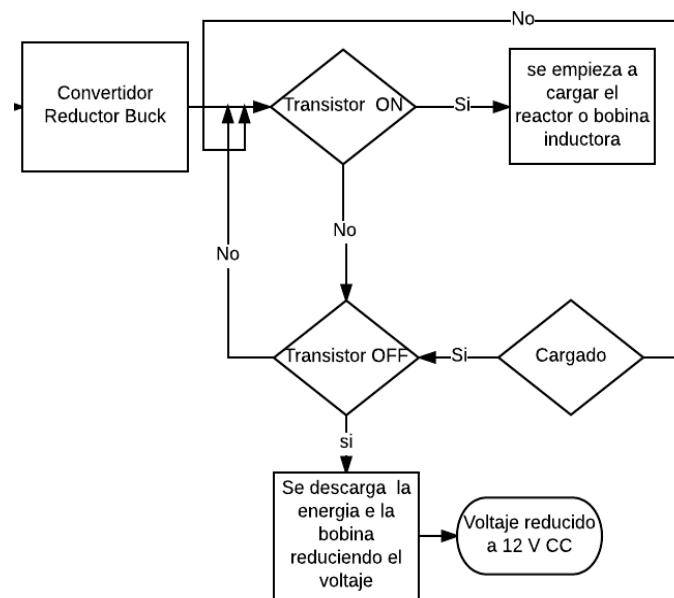 No
Convertidor
Reductor Buck
Transistor ON
Si
se empieza a
cargar el
reactor o bobina
inductora
No
No
Transistor OFF
Si
Cargado
si
Se descarga la
energia e la
bobina
reduciendo el
voltaje
Voltaje reducido
a 12 V CC